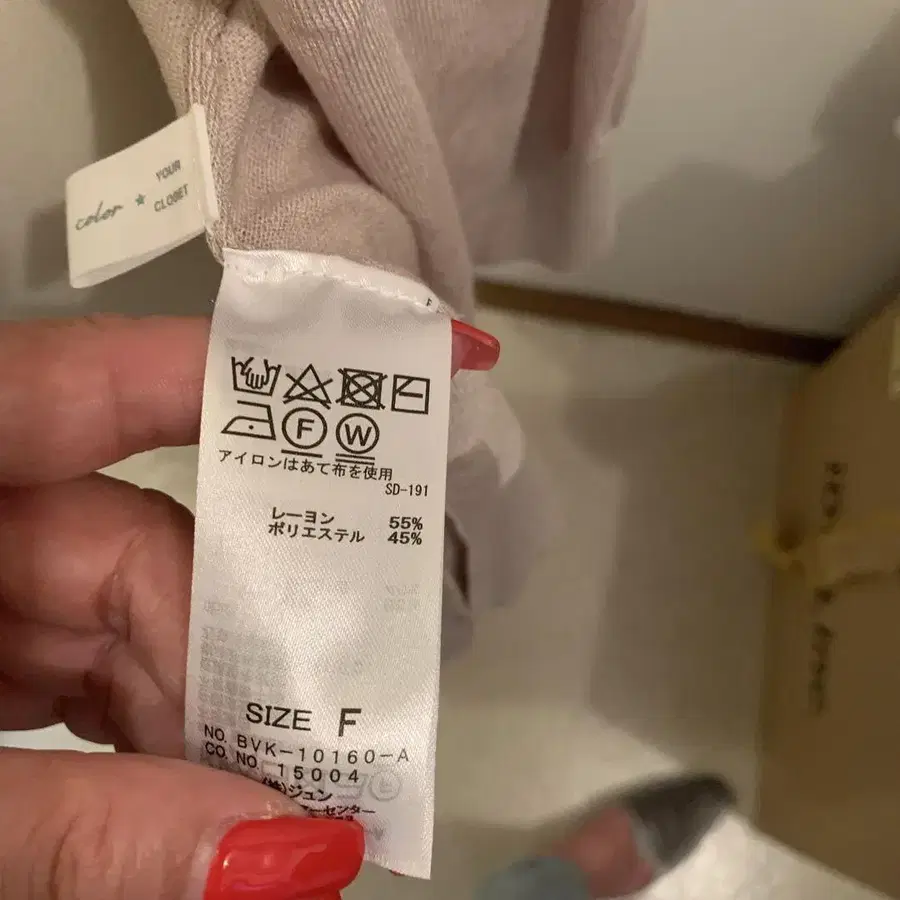 color ★ YOUR CLOSET
F
W
アイロンはあて布を使用
SD-191
レーヨン 55%
ポリエステル 45%
SIZE F
NO. BVK-10160-A
CO. NO. 15004
(株)ジュン